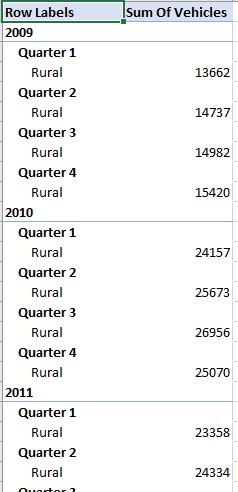 Row Labels Sum Of Vehicles
2009
Quarter 1
Rural 13662
Quarter 2
Rural 14737
Quarter 3
Rural 14982
Quarter 4
Rural 15420
2010
Quarter 1
Rural 24157
Quarter 2
Rural 25673
Quarter 3
Rural 26956
Quarter 4
Rural 25070
2011
Quarter 1
Rural 23358
Quarter 2
Rural 24334